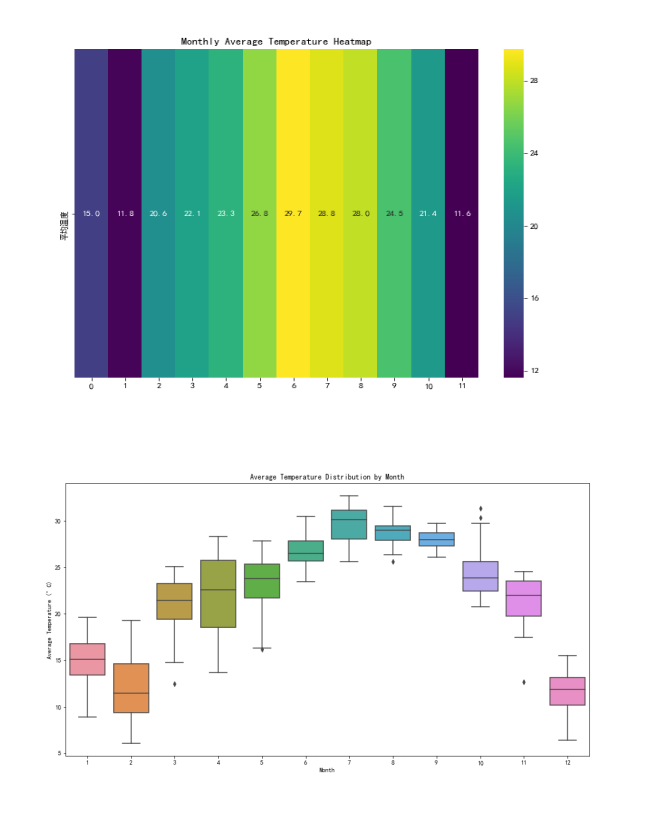 Monthly Average Temperature Heatmap
平均温度
15.0 11.8 20.6 22.1 23.3 26.8 29.7 28.8 28.0 24.5 21.4 11.6
0 1 2 3 4 5 6 7 8 9 10 11
28
24
20
16
12
Average Temperature Distribution by Month
Average Temperature (°C)
30
25
20
15
10
5
1 2 3 4 5 6 7 8 9 10 11 12
Month